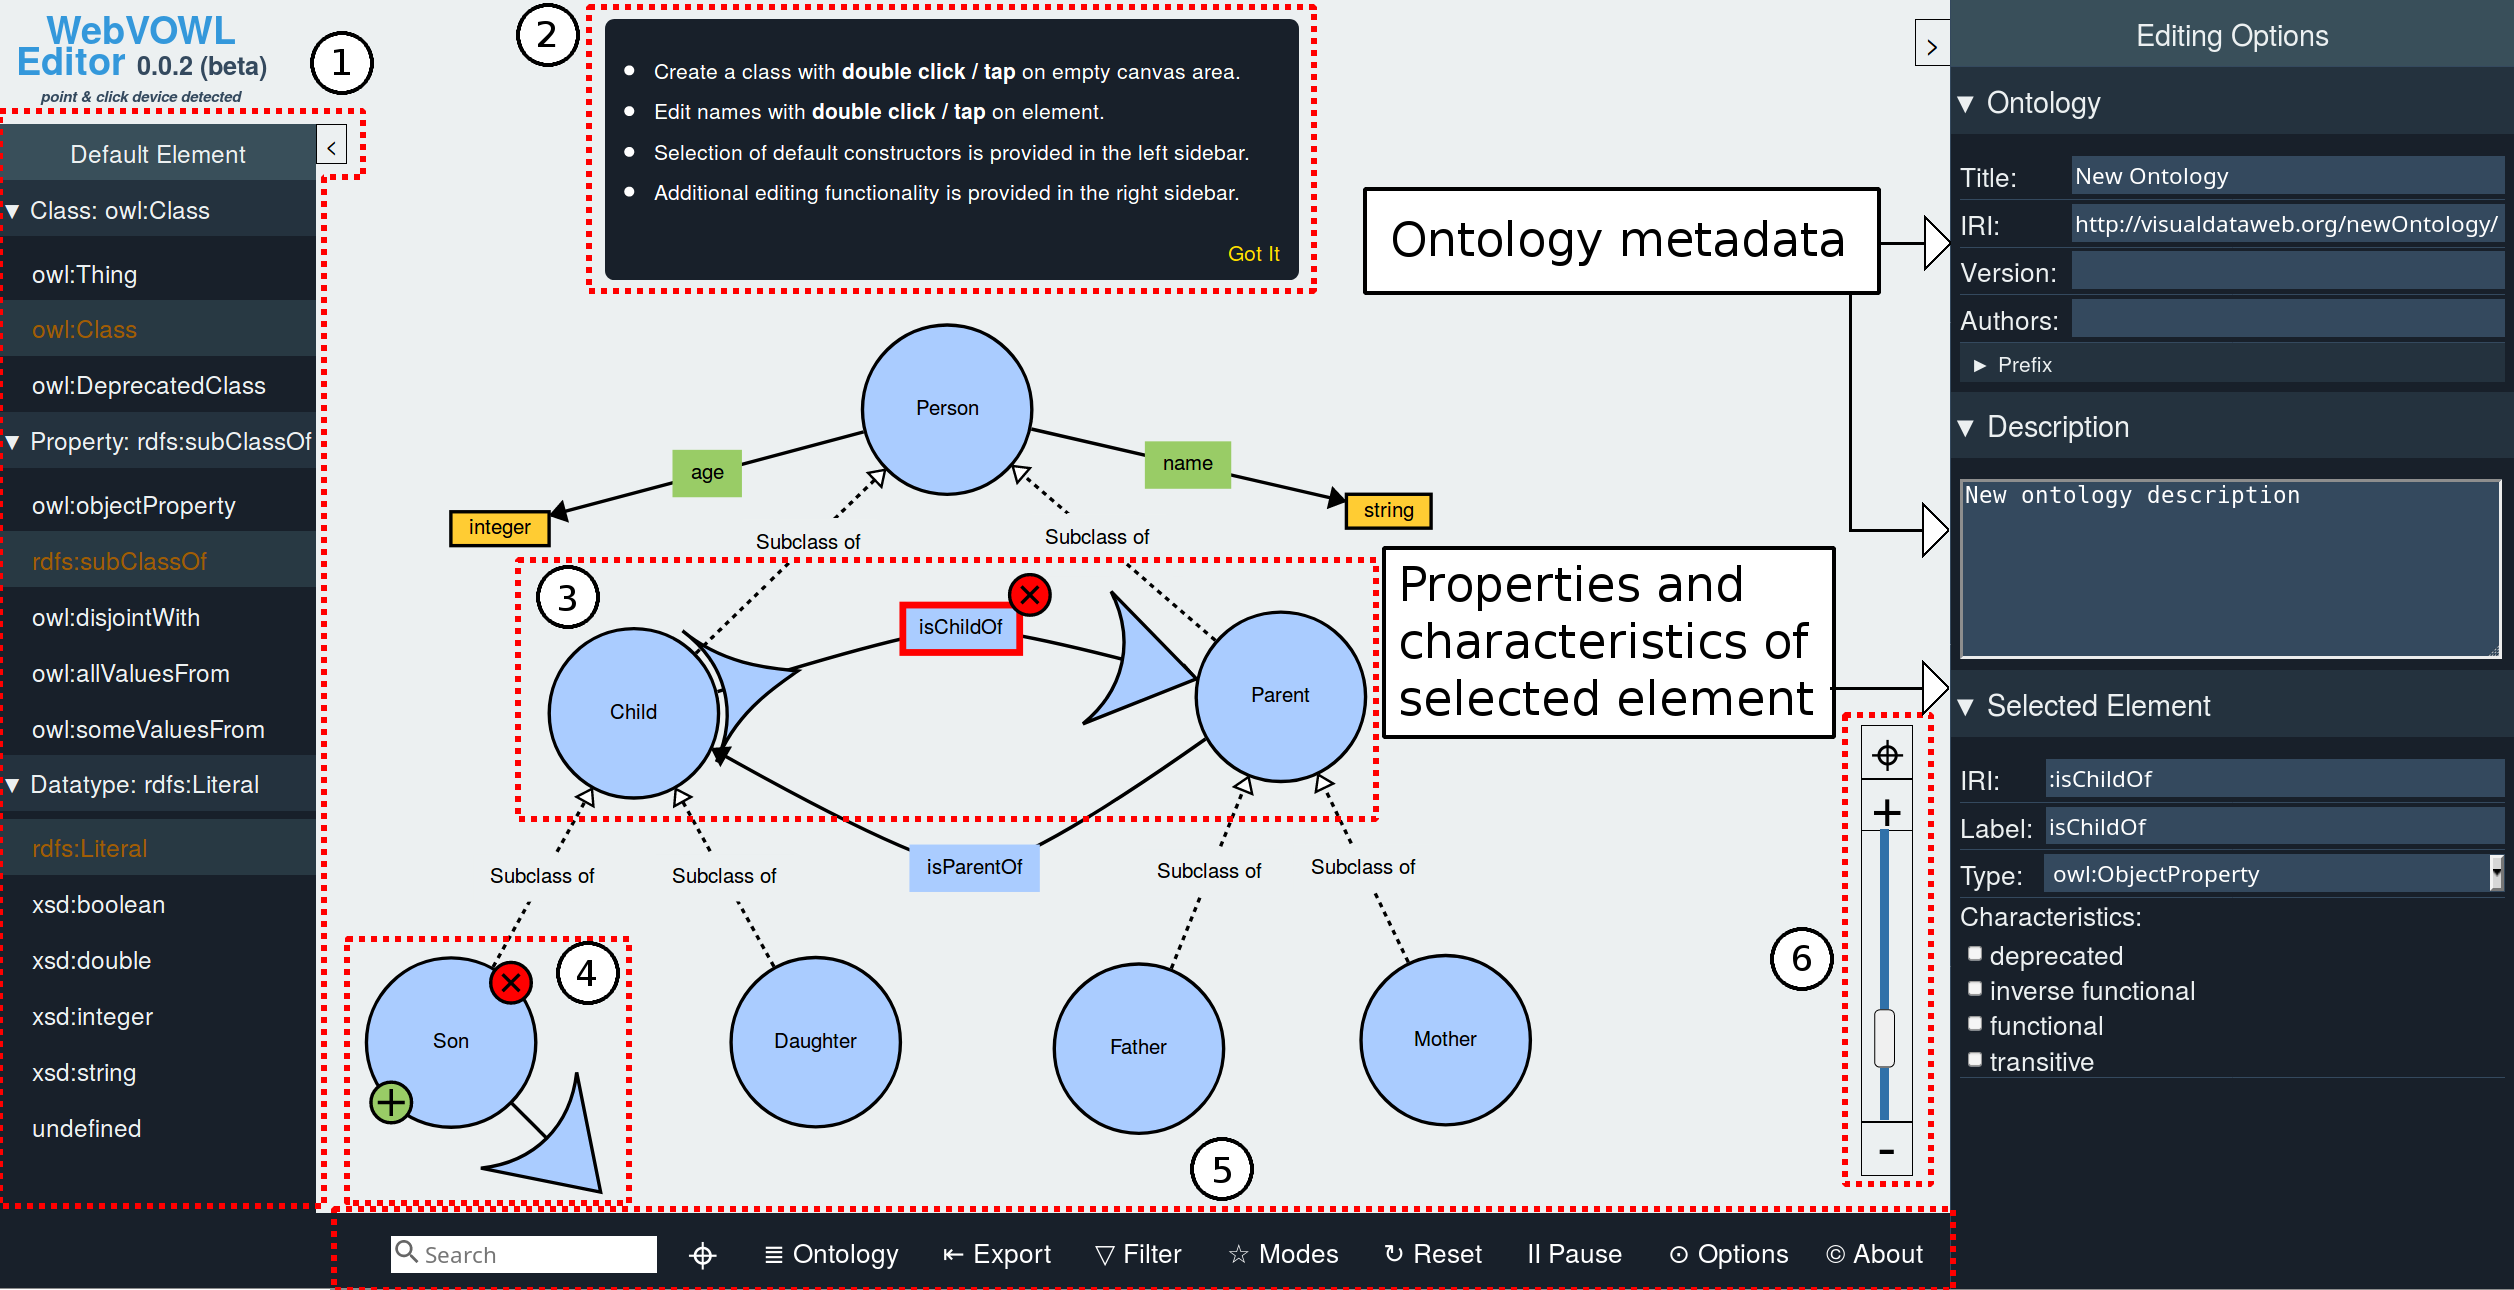 WebVOWL
Editor 0.0.2 (beta)
point & click device detected
1
Default Element
<
Class: owl:Class
owl:Thing
owl:Class
owl:DeprecatedClass
Property: rdfs:subClassOf
owl:objectProperty
rdfs:subClassOf
owl:disjointWith
owl:allValuesFrom
owl:someValuesFrom
Datatype: rdfs:Literal
rdfs:Literal
xsd:boolean
xsd:double
xsd:integer
xsd:string
undefined
2
Create a class with double click / tap on empty canvas area.
Edit names with double click / tap on element.
Selection of default constructors is provided in the left sidebar.
Additional editing functionality is provided in the right sidebar.
Got It
Ontology metadata
Person
age
name
integer
string
Subclass of
Subclass of
3
isChildOf
Child
Parent
Properties and
characteristics of
selected element
isParentOf
Subclass of
Subclass of
Subclass of
Subclass of
4
Son
Daughter
Father
Mother
5
6
+
-
Search
Ontology
Export
Filter
Modes
Reset
II Pause
Options
© About
>
Editing Options
Ontology
Title: New Ontology
IRI: http://visualdataweb.org/newOntology/
Version:
Authors:
Prefix
Description
New ontology description
Selected Element
IRI: :isChildOf
Label: isChildOf
Type: owl:ObjectProperty
Characteristics:
deprecated
inverse functional
functional
transitive